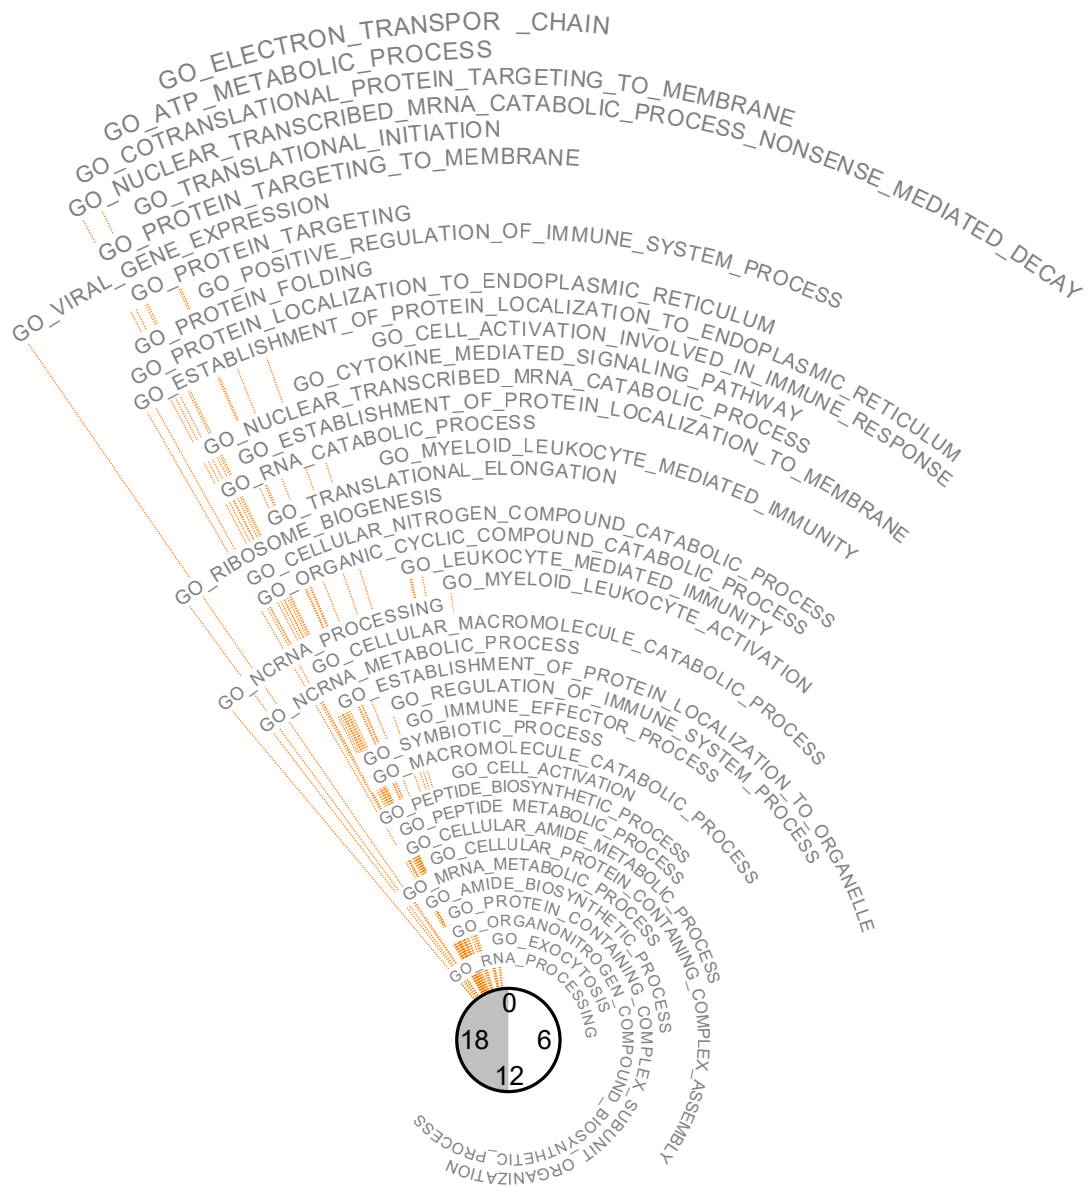 GO_ELECTRON_TRANSPOR _CHAIN
GO_ATP_METABOLIC_PROCESS
GO_COTRANSLATIONAL_PROTEIN_TARGETING_TO_MEMBRANE
GO_NUCLEAR_TRANSCRIBED_MRNA_CATABOLIC_PROCESS_NONSENSE_MEDIATED_DECAY
GO_TRANSLATIONAL_INITIATION
GO_PROTEIN_TARGETING_TO_MEMBRANE
GO_VIRAL_GENE_EXPRESSION
GO_PROTEIN_TARGETING
GO_POSITIVE_REGULATION_OF_IMMUNE_SYSTEM_PROCESS
GO_PROTEIN_FOLDING
GO_PROTEIN_LOCALIZATION_TO_ENDOPLASMIC_RETICULUM
GO_ESTABLISHMENT_OF_PROTEIN_LOCALIZATION_TO_ENDOPLASMIC_RETICULUM
GO_CELL_ACTIVATION_INVOLVED_IN_IMMUNE_RESPONSE
GO_CYTOKINE_MEDIATED_SIGNALING_PATHWAY
GO_NUCLEAR_TRANSCRIBED_MRNA_CATABOLIC_PROCESS
GO_ESTABLISHMENT_OF_PROTEIN_LOCALIZATION_TO_MEMBRANE
GO_RNA_CATABOLIC_PROCESS
GO_MYELOID_LEUKOCYTE_MEDIATED_IMMUNITY
GO_TRANSLATIONAL_ELONGATION
GO_RIBOSOME_BIOGENESIS
GO_CELLULAR_NITROGEN_COMPOUND_CATABOLIC_PROCESS
GO_ORGANIC_CYCLIC_COMPOUND_CATABOLIC_PROCESS
GO_LEUKOCYTE_MEDIATED_IMMUNITY
GO_MYELOID_LEUKOCYTE_ACTIVATION
GO_NCRNA_PROCESSING
GO_CELLULAR_MACROMOLECULE_CATABOLIC_PROCESS
GO_NCRNA_METABOLIC_PROCESS
GO_ESTABLISHMENT_OF_PROTEIN_LOCALIZATION_TO_ORGANELLE
GO_REGULATION_OF_IMMUNE_SYSTEM_PROCESS
GO_IMMUNE_EFFECTOR_PROCESS
GO_SYMBIOTIC_PROCESS
GO_MACROMOLECULE_CATABOLIC_PROCESS
GO_CELL_ACTIVATION
GO_PEPTIDE_BIOSYNTHETIC_PROCESS
GO_PEPTIDE_METABOLIC_PROCESS
GO_CELLULAR_AMIDE_METABOLIC_PROCESS
GO_CELLULAR_PROTEIN_CONTAINING_COMPLEX_ASSEMBLY
GO_MRNA_METABOLIC_PROCESS
GO_AMIDE_BIOSYNTHETIC_PROCESS
GO_PROTEIN_CONTAINING_COMPLEX_SUBUNIT_ORGANIZATION
GO_ORGANONITROGEN_COMPOUND_BIOSYNTHETIC_PROCESS
GO_EXOCYTOSIS
GO_RNA_PROCESSING
0
18 6
12